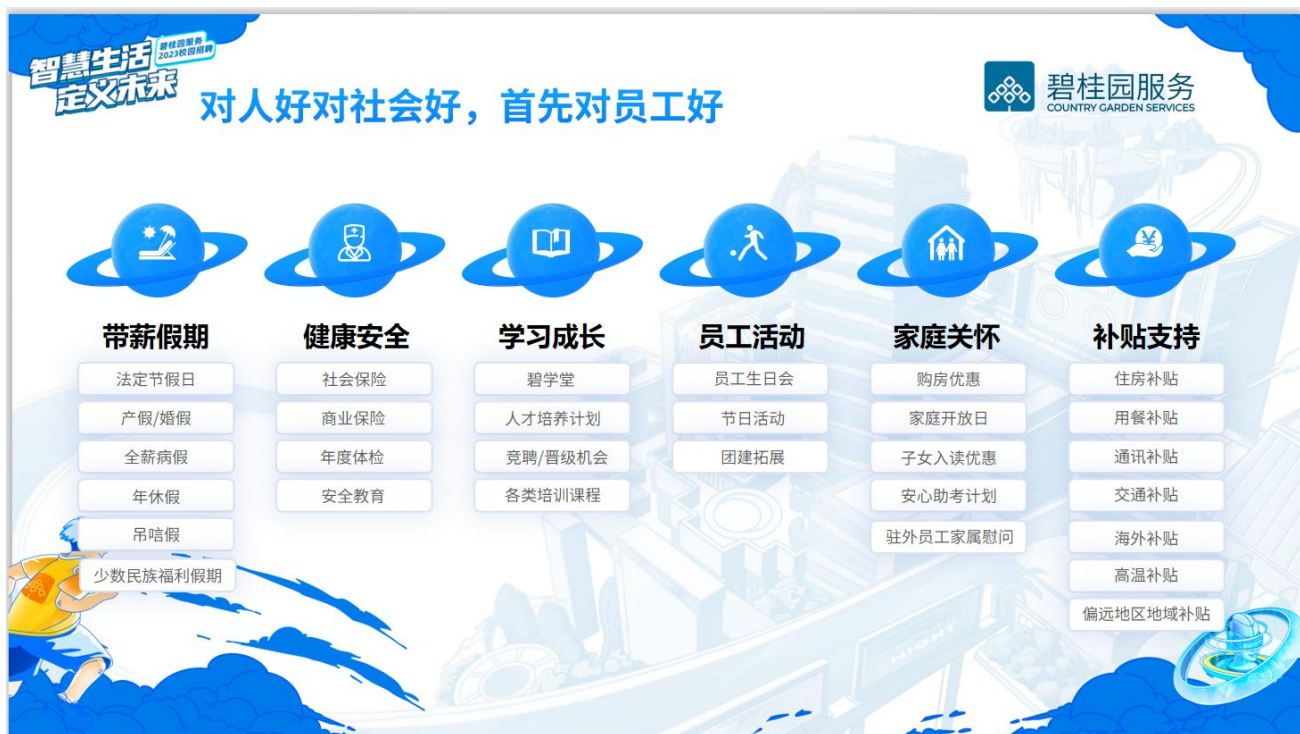 智慧生活
定义未来
碧桂园服务
2023校园招聘
对人好对社会好，首先对员工好
碧桂园服务
COUNTRY GARDEN SERVICES
带薪假期
法定节假日
产假/婚假
全薪病假
年休假
吊唁假
少数民族福利假期
健康安全
社会保险
商业保险
年度体检
安全教育
学习成长
碧学堂
人才培养计划
竞聘/晋级机会
各类培训课程
员工活动
员工生日会
节日活动
团建拓展
家庭关怀
购房优惠
家庭开放日
子女入读优惠
安心助考计划
驻外员工家属慰问
补贴支持
住房补贴
用餐补贴
通讯补贴
交通补贴
海外补贴
高温补贴
偏远地区地域补贴